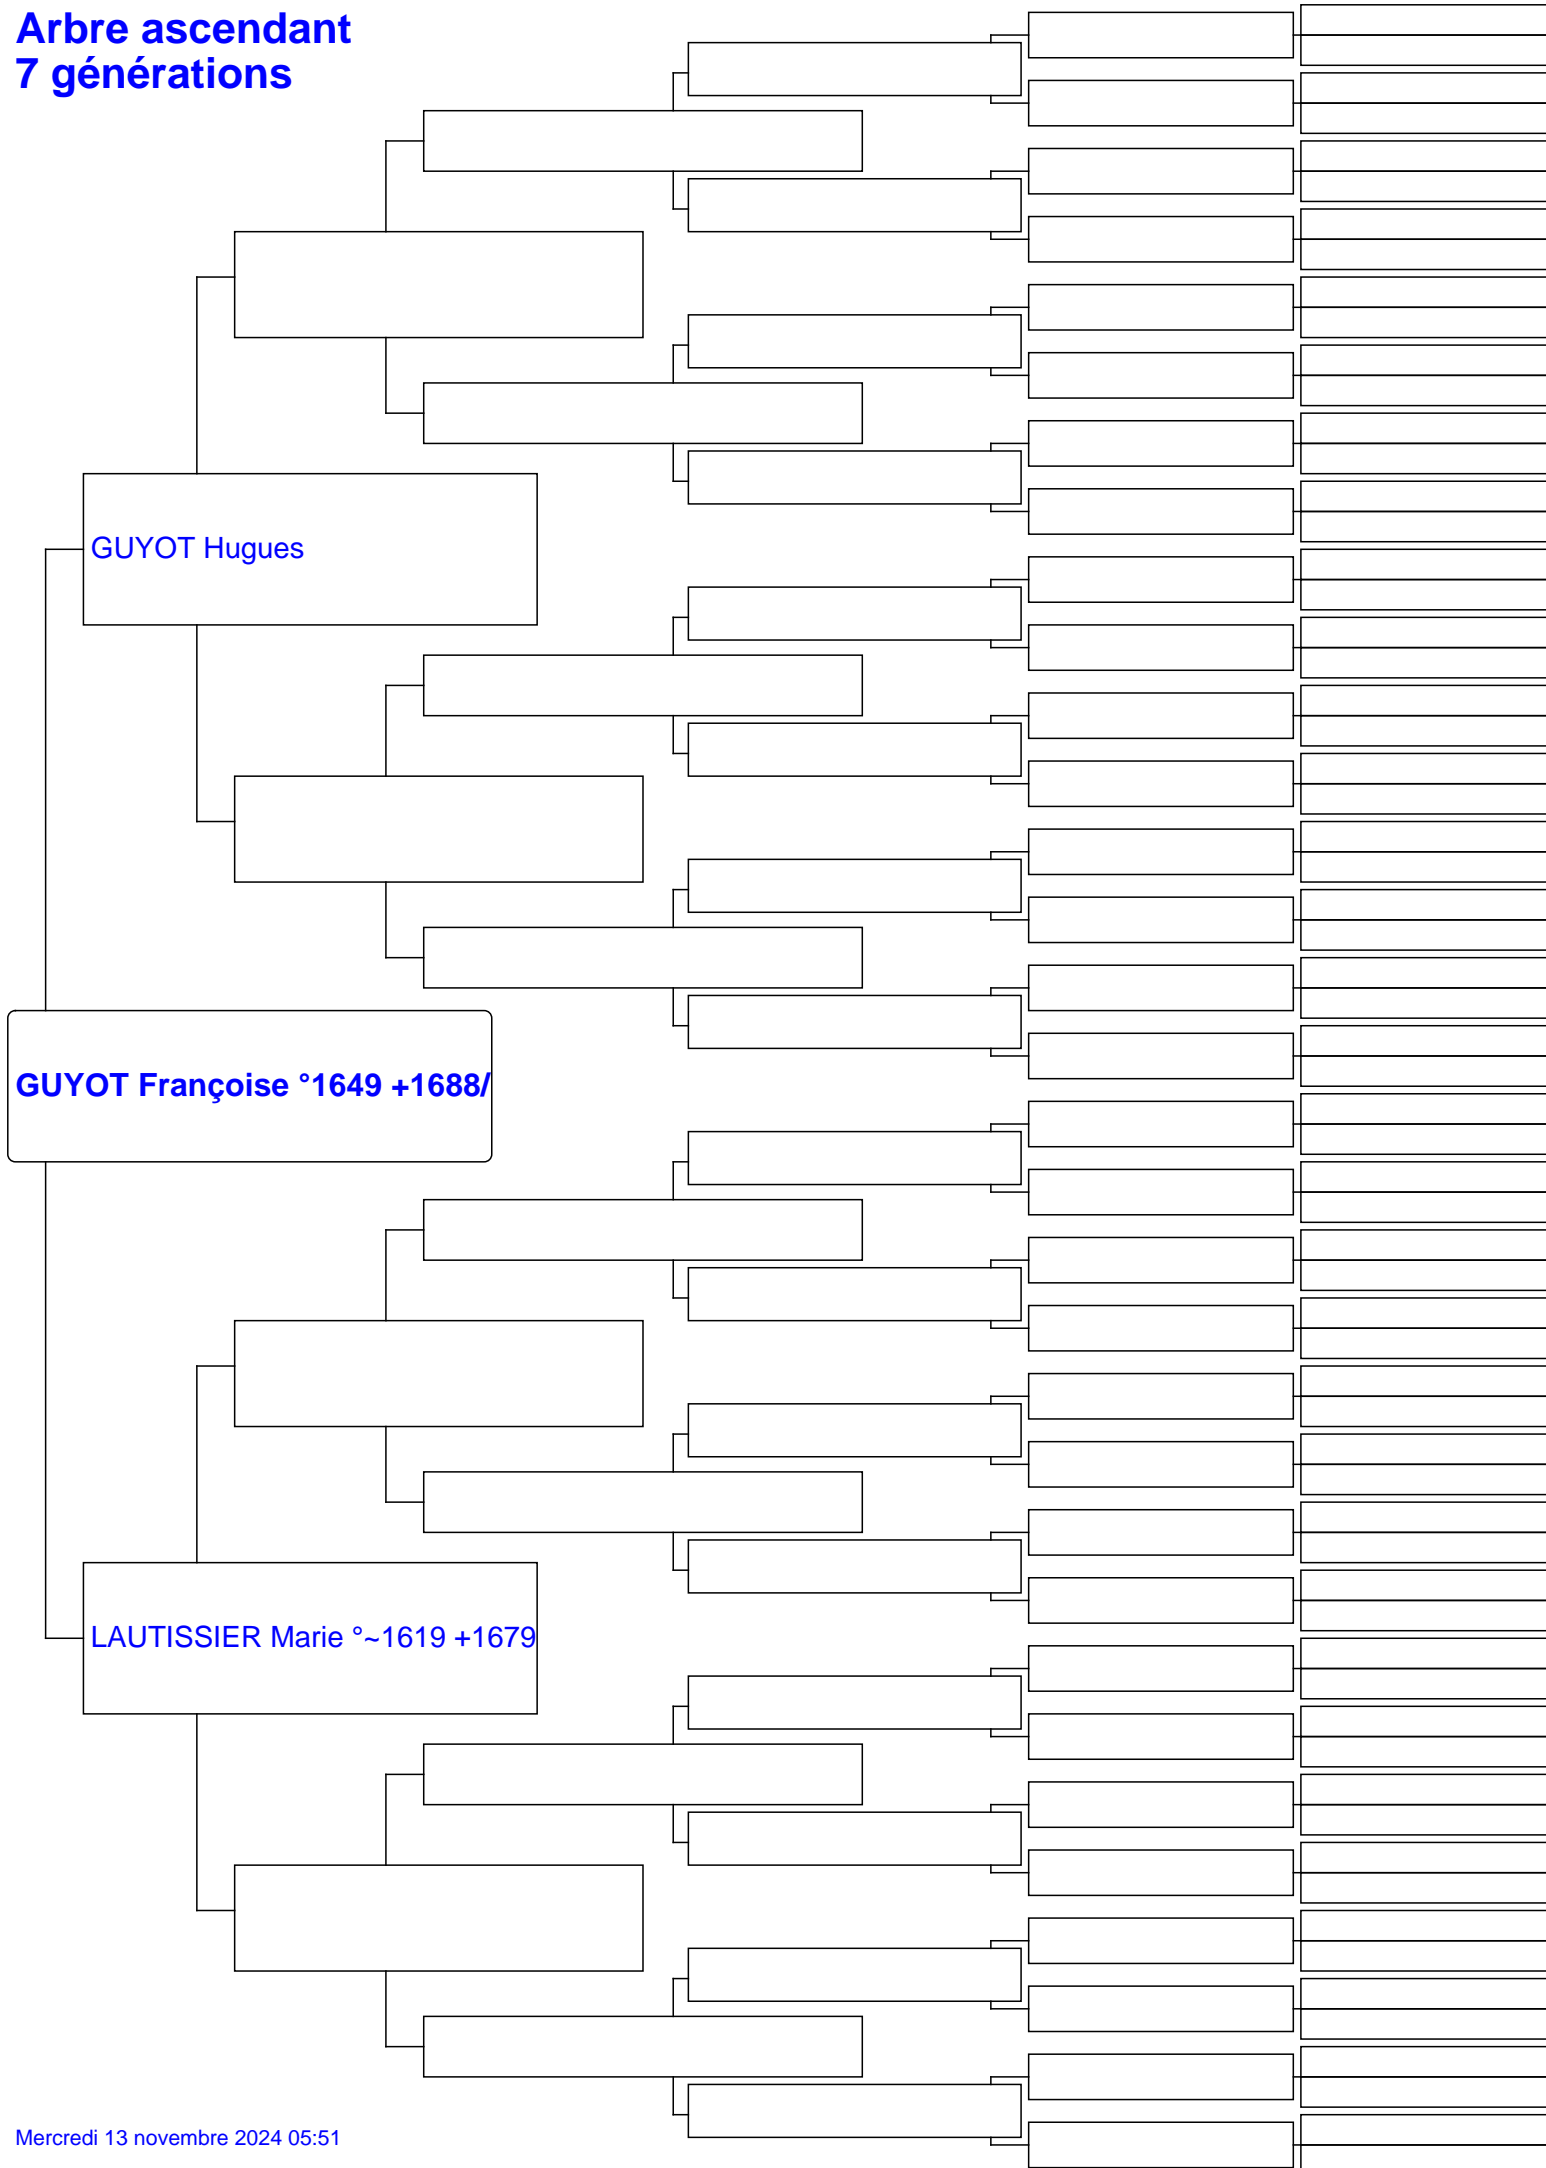 Arbre ascendant
7 générations
GUYOT Hugues
GUYOT Françoise °1649 +1688/
LAUTISSIER Marie °~1619 +1679
Mercredi 13 novembre 2024 05:51